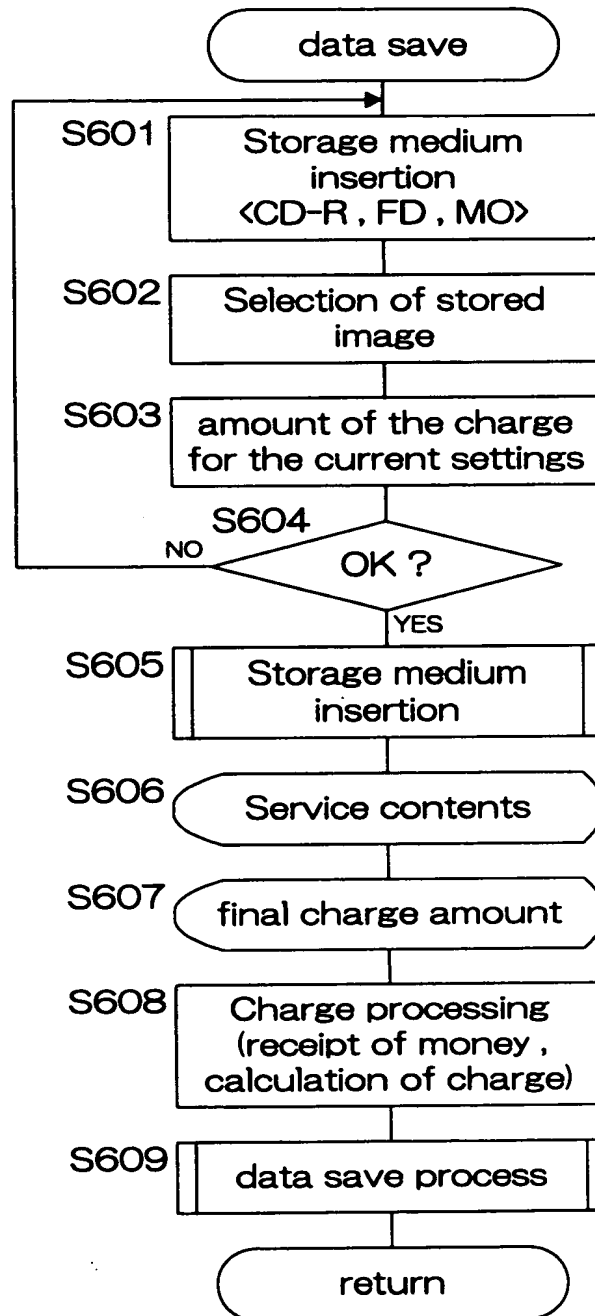 data save
S601
Storage medium
insertion
<CD-R , FD , MO>
S602
Selection of stored
image
S603
amount of the charge
for the current settings
S604
NO
OK ?
YES
S605
Storage medium
insertion
S606
Service contents
S607
final charge amount
S608
Charge processing
(receipt of money ,
calculation of charge)
S609
data save process
return